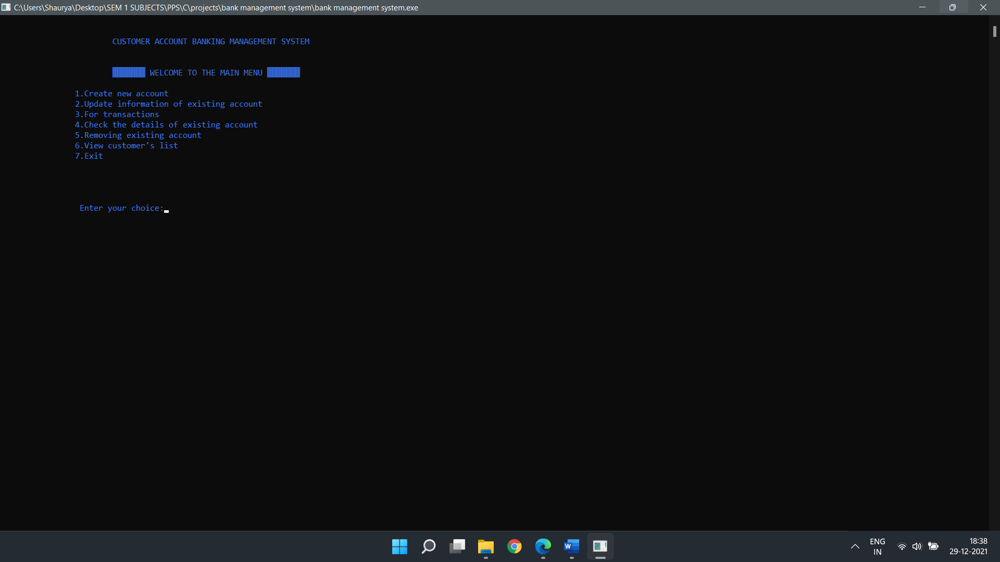 C:\Users\Shaurya\Desktop\SEM 1 SUBJECTS\PPS\C\projects\bank management system\bank management system.exe
CUSTOMER ACCOUNT BANKING MANAGEMENT SYSTEM
▓▓▓▓▓▓▓ WELCOME TO THE MAIN MENU ▓▓▓▓▓▓▓
1.Create new account
2.Update information of existing account
3.For transactions
4.Check the details of existing account
5.Removing existing account
6.View customer's list
7.Exit
Enter your choice:
W
ENG
IN
18:38
29-12-2021